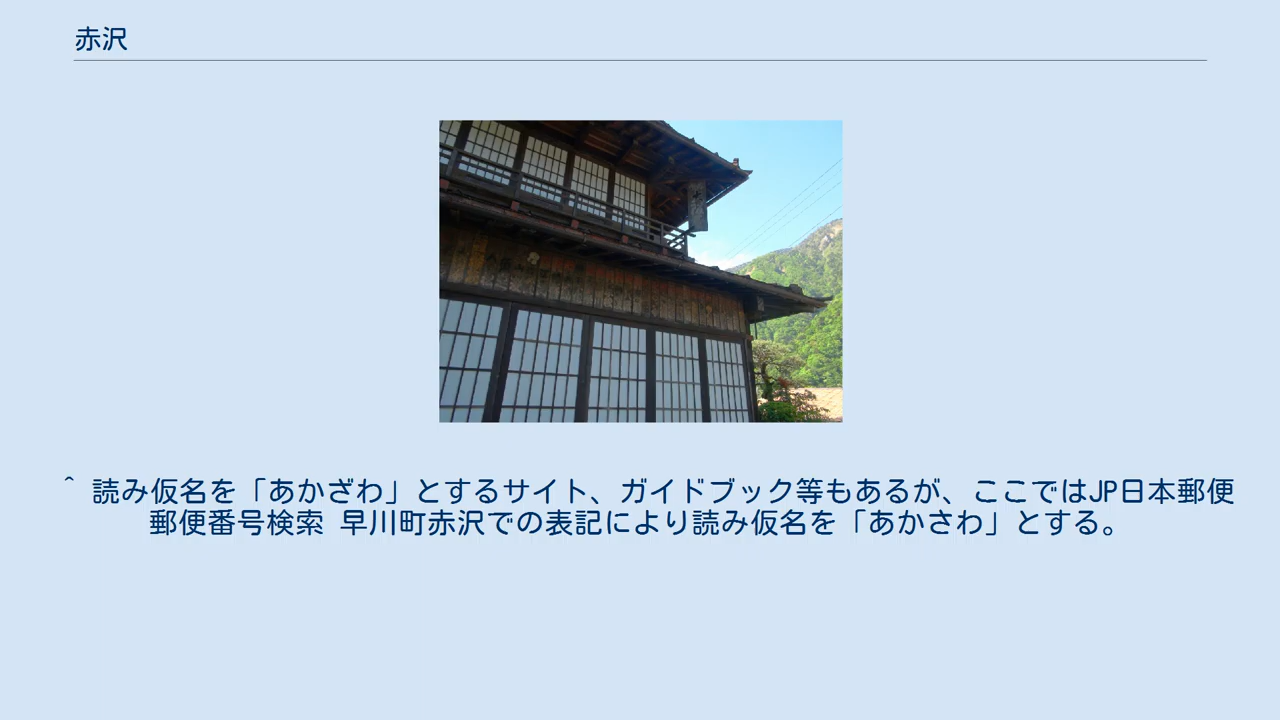 赤沢
^ 読み仮名を「あかざわ」とするサイト、ガイドブック等もあるが、ここではJP日本郵便
郵便番号検索 早川町赤沢での表記により読み仮名を「あかさわ」とする。